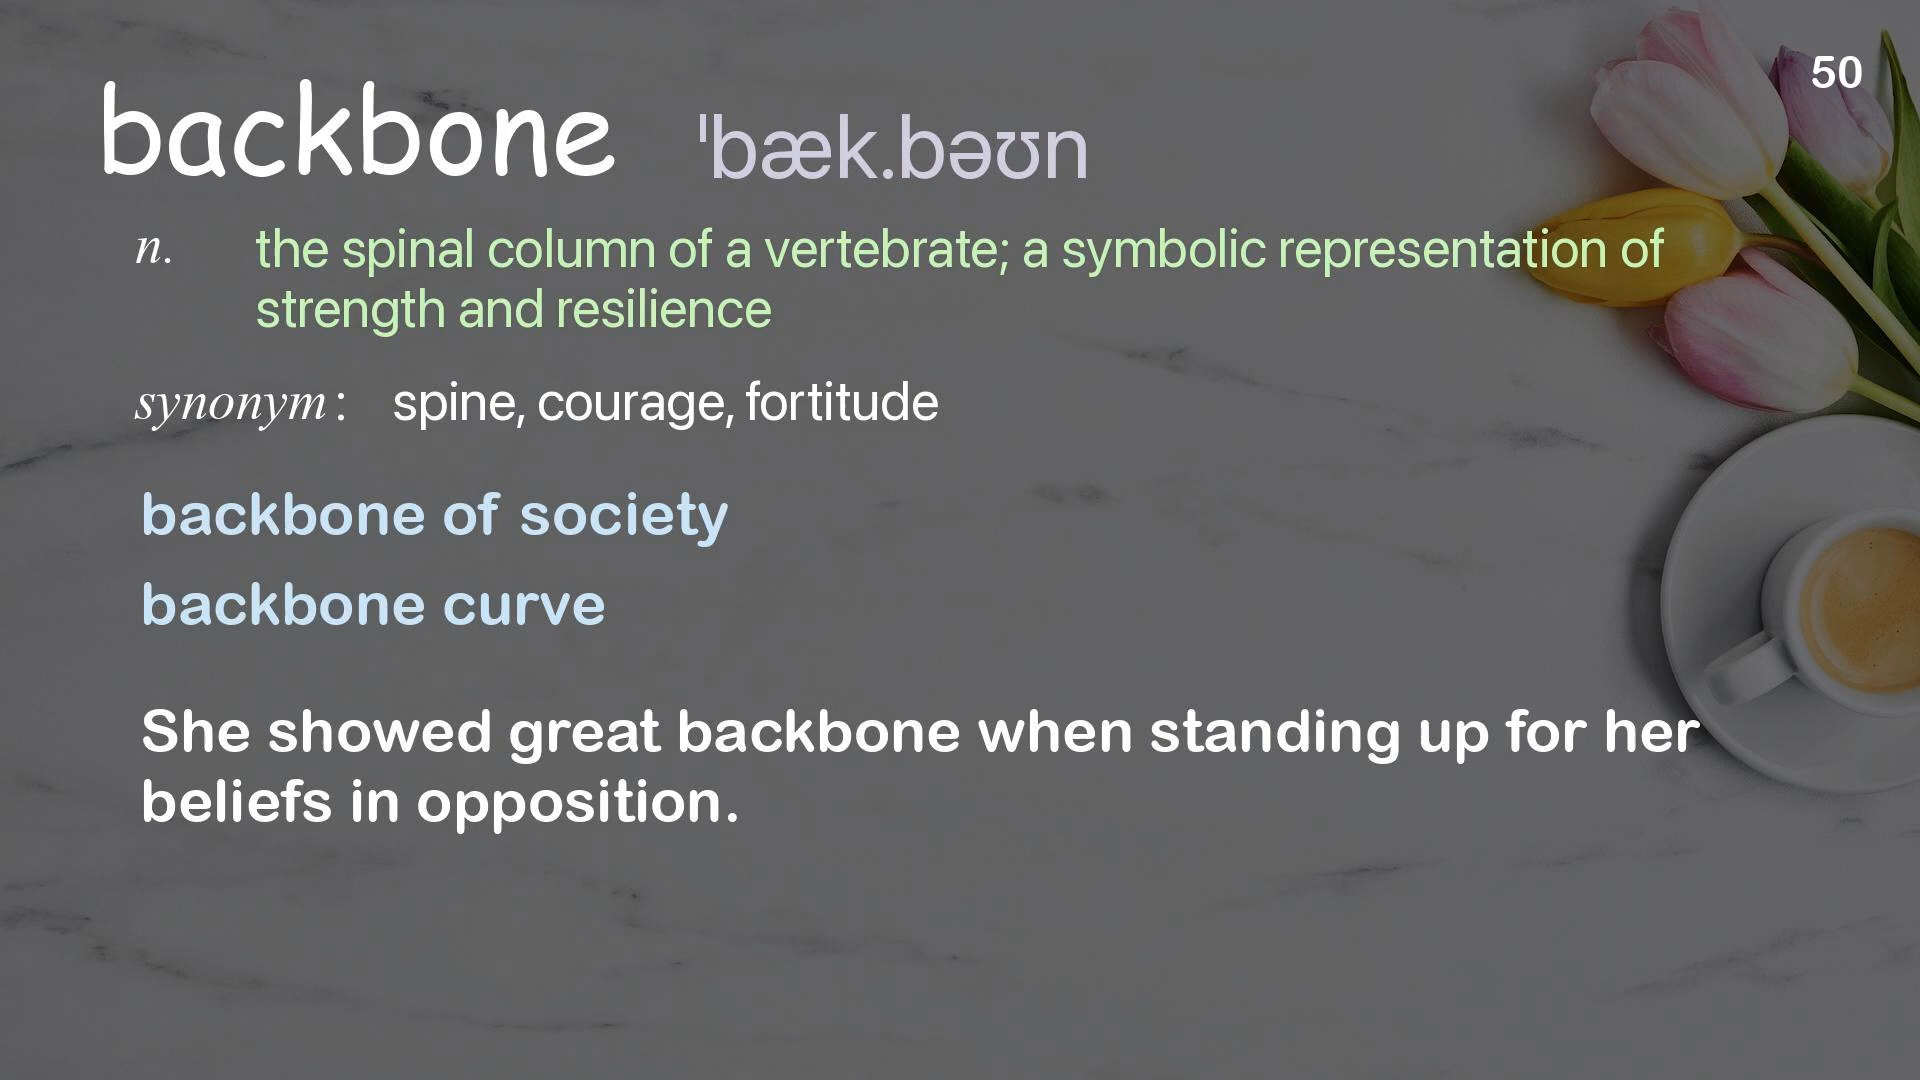 50
backbone ˈbæk.bəʊn
n. the spinal column of a vertebrate; a symbolic representation of
strength and resilience
synonym: spine, courage, fortitude
backbone of society
backbone curve
She showed great backbone when standing up for her
beliefs in opposition.